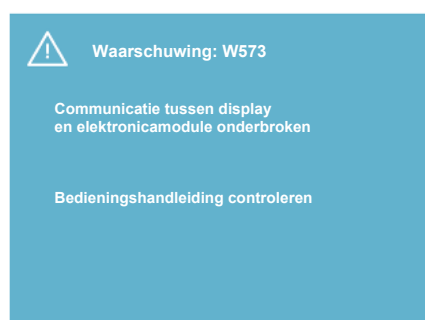 Waarschuwing: W573
Communicatie tussen display
en elektronicamodule onderbroken
Bedieningshandleiding controleren